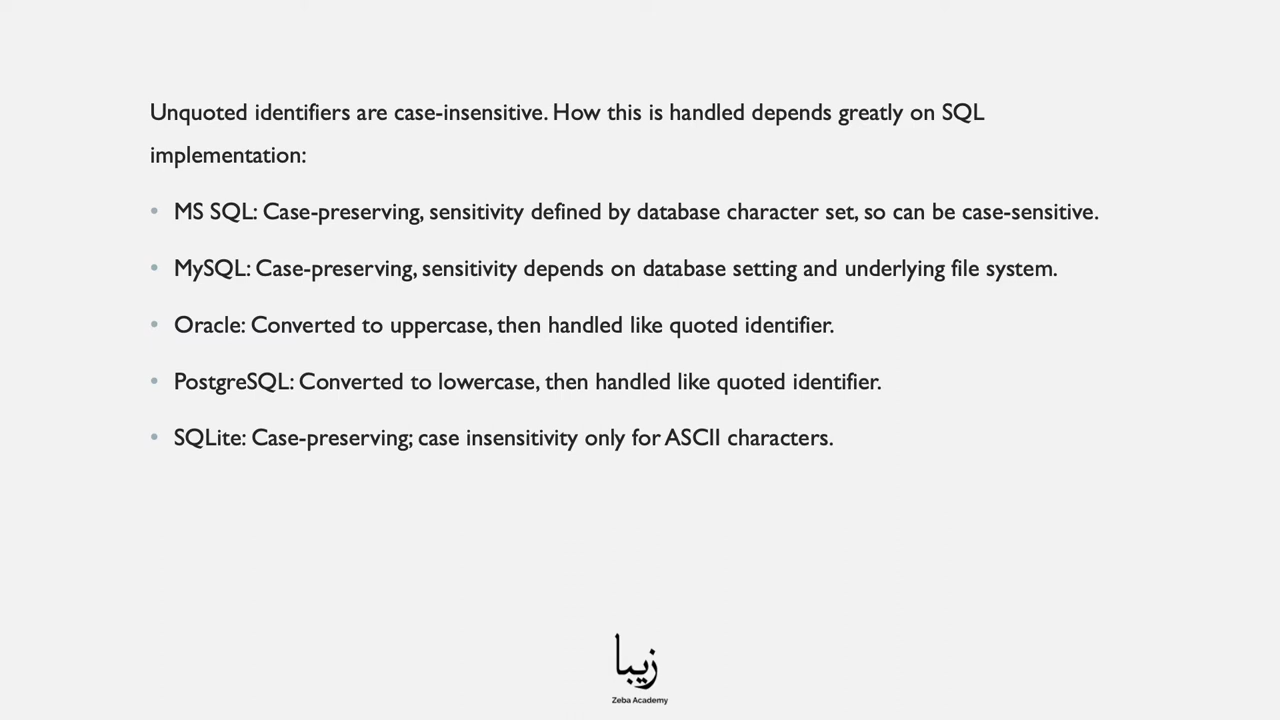 Unquoted identifiers are case-insensitive. How this is handled depends greatly on SQL
implementation:
• MS SQL: Case-preserving, sensitivity defined by database character set, so can be case-sensitive.
• MySQL: Case-preserving, sensitivity depends on database setting and underlying file system.
• Oracle: Converted to uppercase, then handled like quoted identifier.
• PostgreSQL: Converted to lowercase, then handled like quoted identifier.
• SQLite: Case-preserving; case insensitivity only for ASCII characters.
زیبا
Zeba Academy